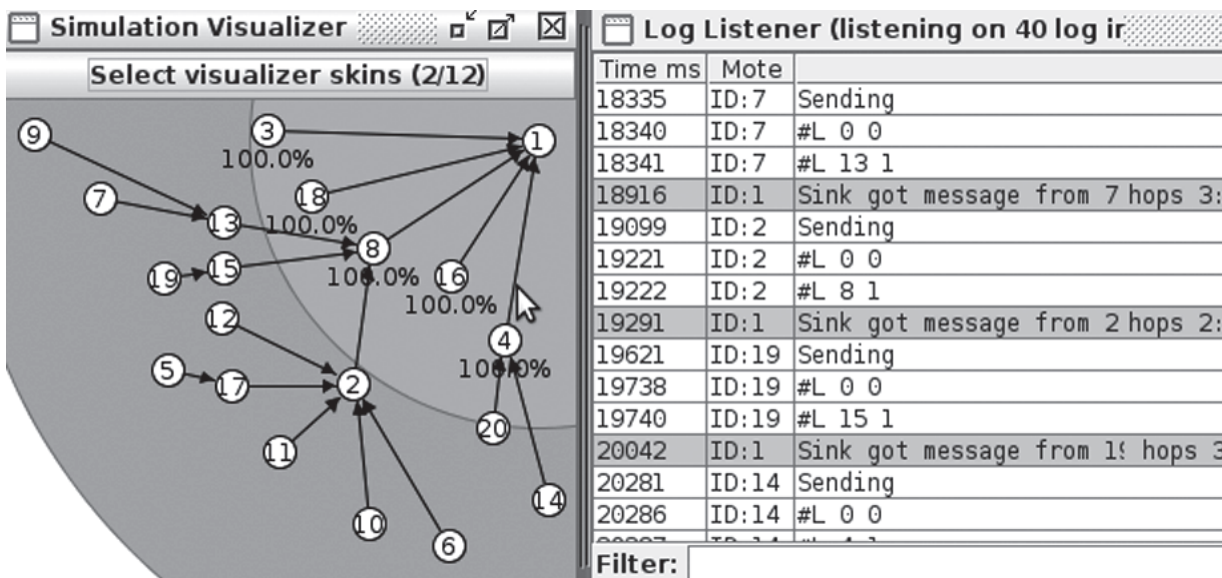 Simulation Visualizer
Select visualizer skins (2/12)
9
3
1
100.0%
7
18
13
100.0%
8
19
15
100.0%
16
100.0%
12
4
5
17
2
100.0%
20
11
14
10
6
Log Listener (listening on 40 log
Time ms Mote
18335 ID:7 Sending
18340 ID:7 #L 0 0
18341 ID:7 #L 13 1
18916 ID:1 Sink got message from 7 hops 3:
19099 ID:2 Sending
19221 ID:2 #L 0 0
19222 ID:2 #L 8 1
19291 ID:1 Sink got message from 2 hops 2:
19621 ID:19 Sending
19738 ID:19 #L 0 0
19740 ID:19 #L 15 1
20042 ID:1 Sink got message from hops 3
20281 ID:14 Sending
20286 ID:14 #L 0 0
Filter: